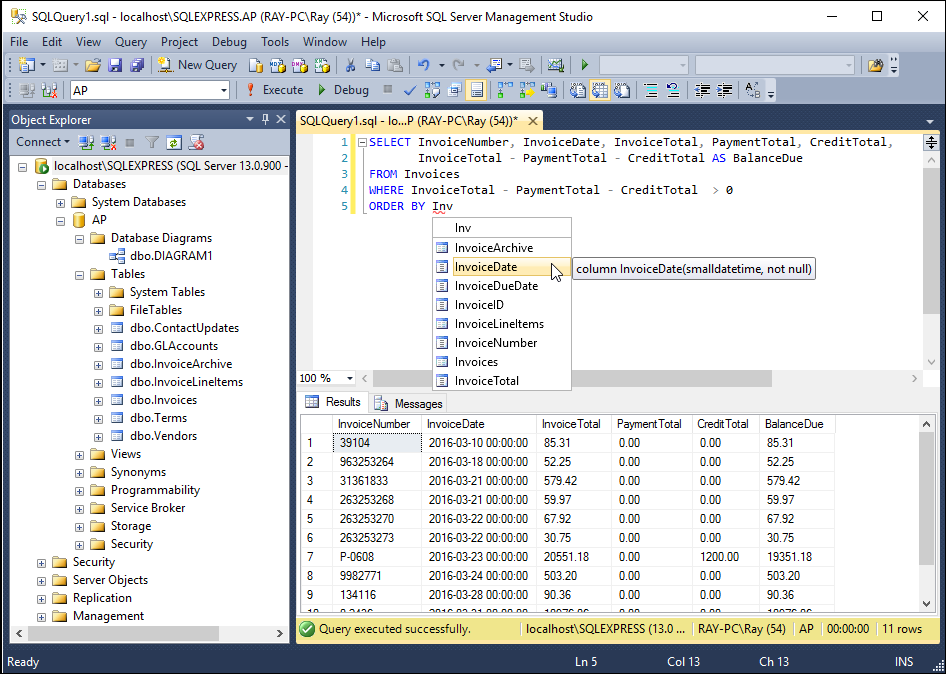 SQLQuery1.sql - localhost\SQLEXPRESS.AP (RAY-PC\Ray (54))* - Microsoft SQL Server Management Studio
File Edit View Query Project Debug Tools Window Help
New Query
AP Execute Debug
Object Explorer
Connect
localhost\SQLEXPRESS (SQL Server 13.0.900 -
Databases
System Databases
AP
Database Diagrams
dbo.DIAGRAM1
Tables
System Tables
FileTables
dbo.ContactUpdates
dbo.GLAccounts
dbo.InvoiceArchive
dbo.InvoiceLineItems
dbo.Invoices
dbo.Terms
dbo.Vendors
Views
Synonyms
Programmability
Service Broker
Storage
Security
Security
Server Objects
Replication
Management
SQLQuery1.sql - lo...P (RAY-PC\Ray (54))*
1 SELECT InvoiceNumber, InvoiceDate, InvoiceTotal, PaymentTotal, CreditTotal,
2 InvoiceTotal - PaymentTotal - CreditTotal AS BalanceDue
3 FROM Invoices
4 WHERE InvoiceTotal - PaymentTotal - CreditTotal > 0
5 ORDER BY Inv
Inv
InvoiceArchive
InvoiceDate column InvoiceDate(smalldatetime, not null)
InvoiceDueDate
InvoiceID
InvoiceLineItems
InvoiceNumber
Invoices
InvoiceTotal
100 %
Results Messages
InvoiceNumber InvoiceDate InvoiceTotal PaymentTotal CreditTotal BalanceDue
1 39104 2016-03-10 00:00:00 85.31 0.00 0.00 85.31
2 963253264 2016-03-18 00:00:00 52.25 0.00 0.00 52.25
3 31361833 2016-03-21 00:00:00 579.42 0.00 0.00 579.42
4 263253268 2016-03-21 00:00:00 59.97 0.00 0.00 59.97
5 263253270 2016-03-22 00:00:00 67.92 0.00 0.00 67.92
6 263253273 2016-03-22 00:00:00 30.75 0.00 0.00 30.75
7 P-0608 2016-03-23 00:00:00 20551.18 0.00 1200.00 19351.18
8 9982771 2016-03-24 00:00:00 503.20 0.00 0.00 503.20
9 134116 2016-03-28 00:00:00 90.36 0.00 0.00 90.36
Query executed successfully. localhost\SQLEXPRESS (13.0 ... RAY-PC\Ray (54) AP 00:00:00 11 rows
Ready Ln 5 Col 13 Ch 13 INS